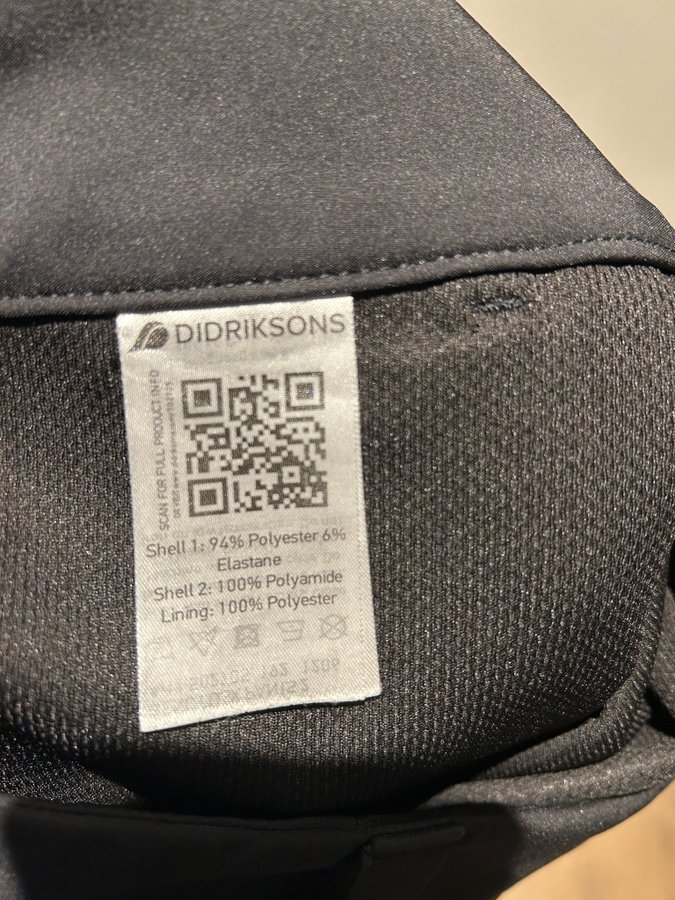 DIDRIKSONS
SCAN FOR FULL PRODUCT INFO
Shell 1: 94% Polyester 6%
Elastane
Shell 2: 100% Polyamide
Lining: 100% Polyester